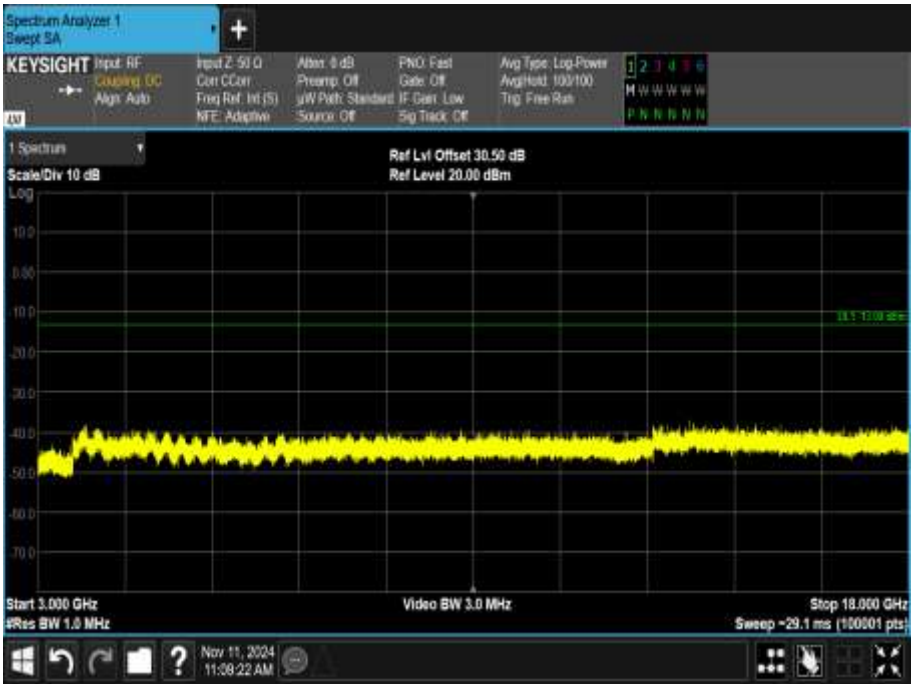 Spectrum Analyzer 1
Swept SA
+
KEYSIGHT
Input: RF
Coupling: DC
Align: Auto
Input Z: 50 Ω
Corr CCorr
Freq Ref: Int (S)
NFE: Adaptive
Atten: 0 dB
Preamp: Off
µW Path: Standard
Source: Off
PNO: Fast
Gate: Off
IF Gain: Low
Sig Track: Off
Avg Type: Log-Power
Avg|Hold: 100/100
Trig: Free Run
1 2 3 4 5 6
M W W W W W
P N N N N N
LXI
1 Spectrum
Scale/Div 10 dB
Ref Lvl Offset 30.50 dB
Ref Level 20.00 dBm
Log
10.0
0.00
-10.0
DL1 -13.00 dBm
-20.0
-30.0
-40.0
-50.0
-60.0
-70.0
Start 3.000 GHz
Video BW 3.0 MHz
Stop 18.000 GHz
#Res BW 1.0 MHz
Sweep ~29.1 ms (100001 pts)
?
Nov 11, 2024
11:09:22 AM